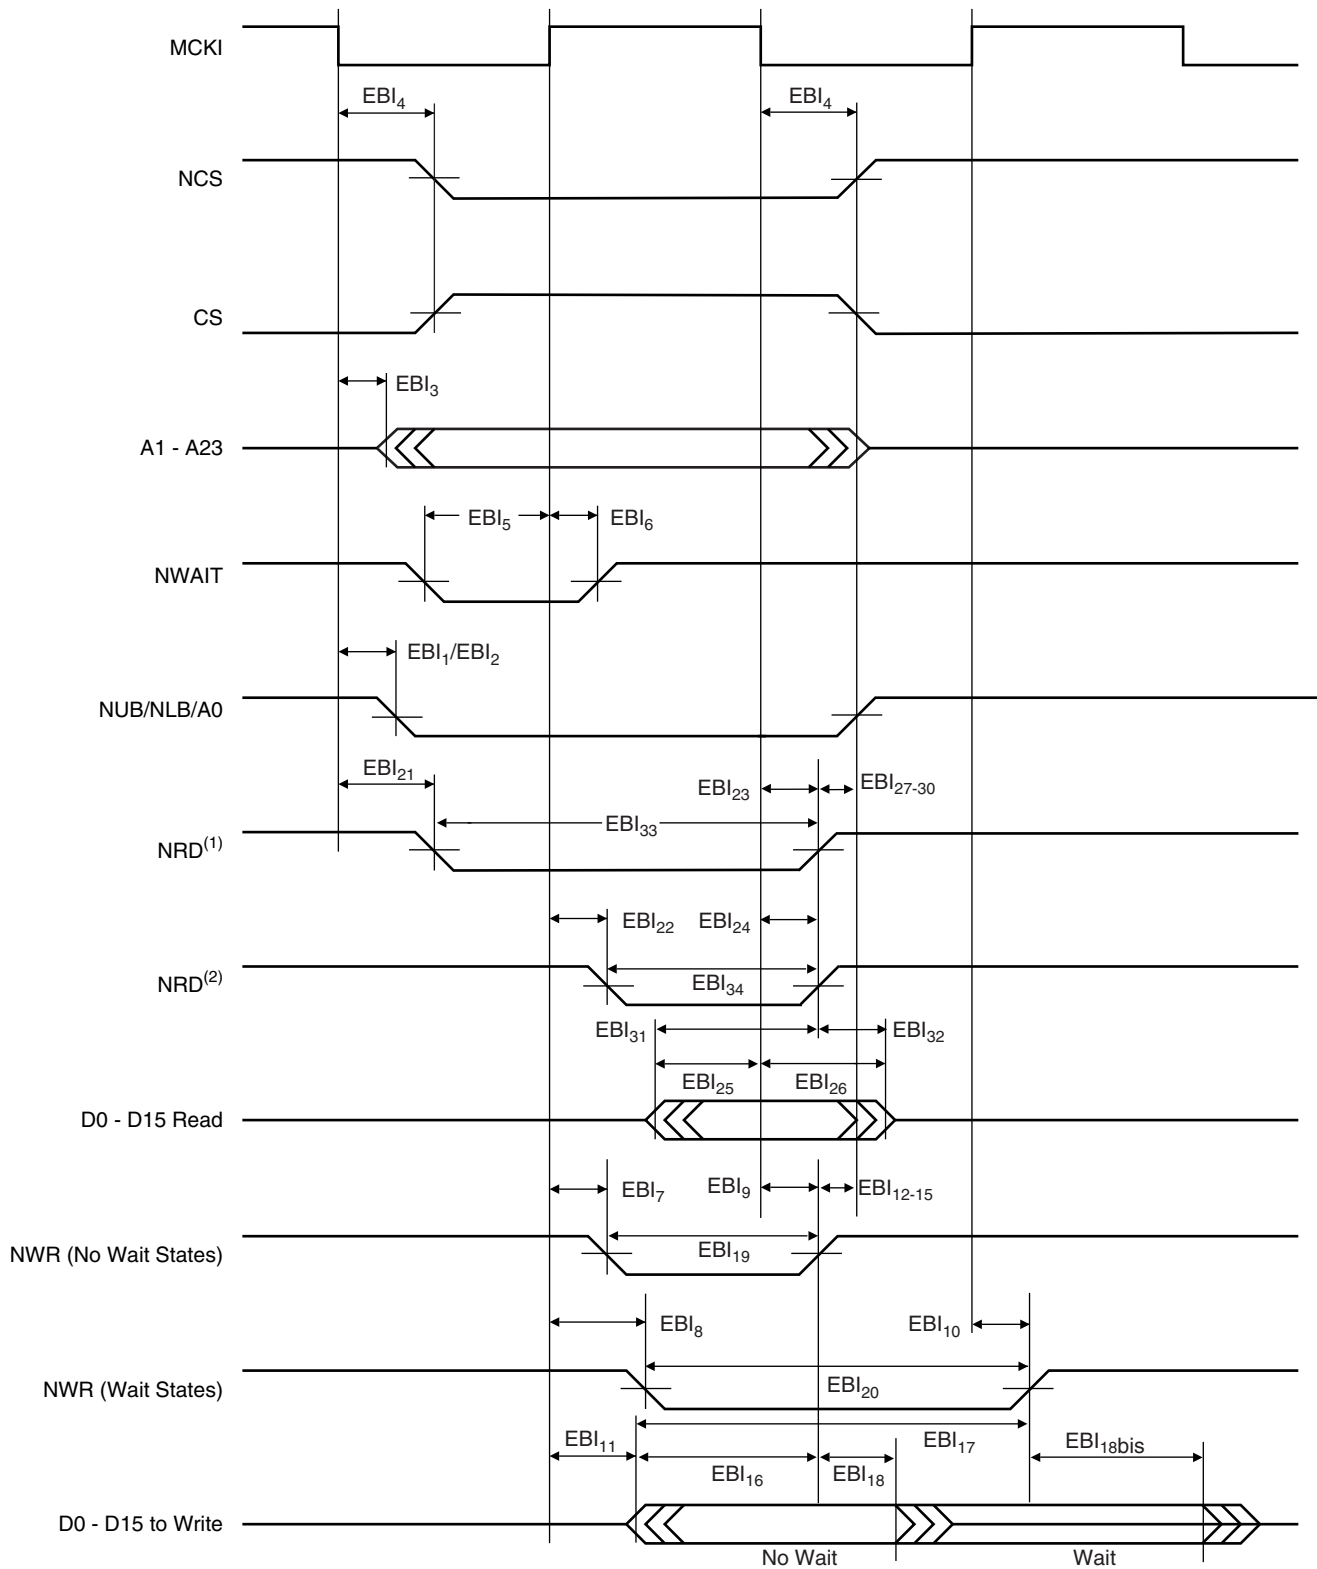 MCKI
EBI₄ EBI₄
NCS
CS
EBI₃
A1 - A23
EBI₅ EBI₆
NWAIT
EBI₁/EBI₂
NUB/NLB/A0
EBI₂₁ EBI₂₃ EBI₂₇₋₃₀
EBI₃₃
NRD⁽¹⁾
EBI₂₂ EBI₂₄
NRD⁽²⁾ EBI₃₄
EBI₃₁ EBI₃₂
EBI₂₅ EBI₂₆
D0 - D15 Read
EBI₇ EBI₉ EBI₁₂₋₁₅
NWR (No Wait States) EBI₁₉
EBI₈ EBI₁₀
NWR (Wait States) EBI₂₀
EBI₁₁ EBI₁₇ EBI₁₈bis
EBI₁₆ EBI₁₈
D0 - D15 to Write
No Wait Wait